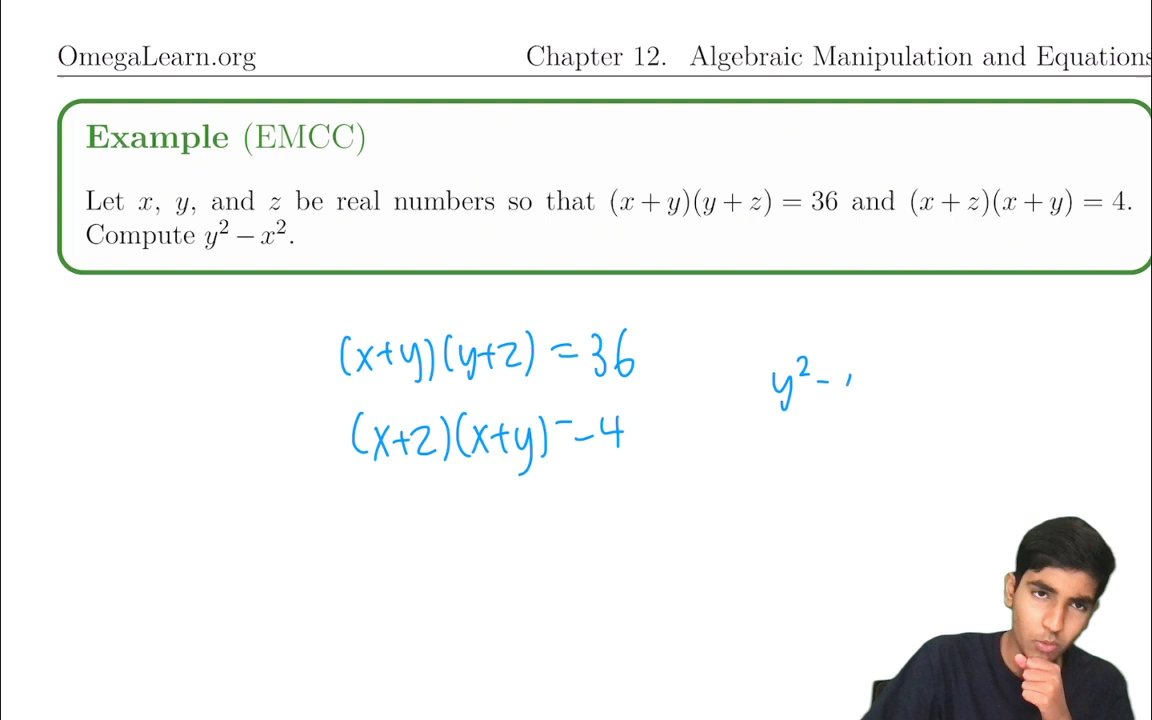 OmegaLearn.org Chapter 12. Algebraic Manipulation and Equations
Example (EMCC)
Let x, y, and z be real numbers so that (x + y)(y + z) = 36 and (x + z)(x + y) = 4.
Compute y² − x².
(x+y)(y+z) = 36
(x+z)(x+y) = 4
y² -